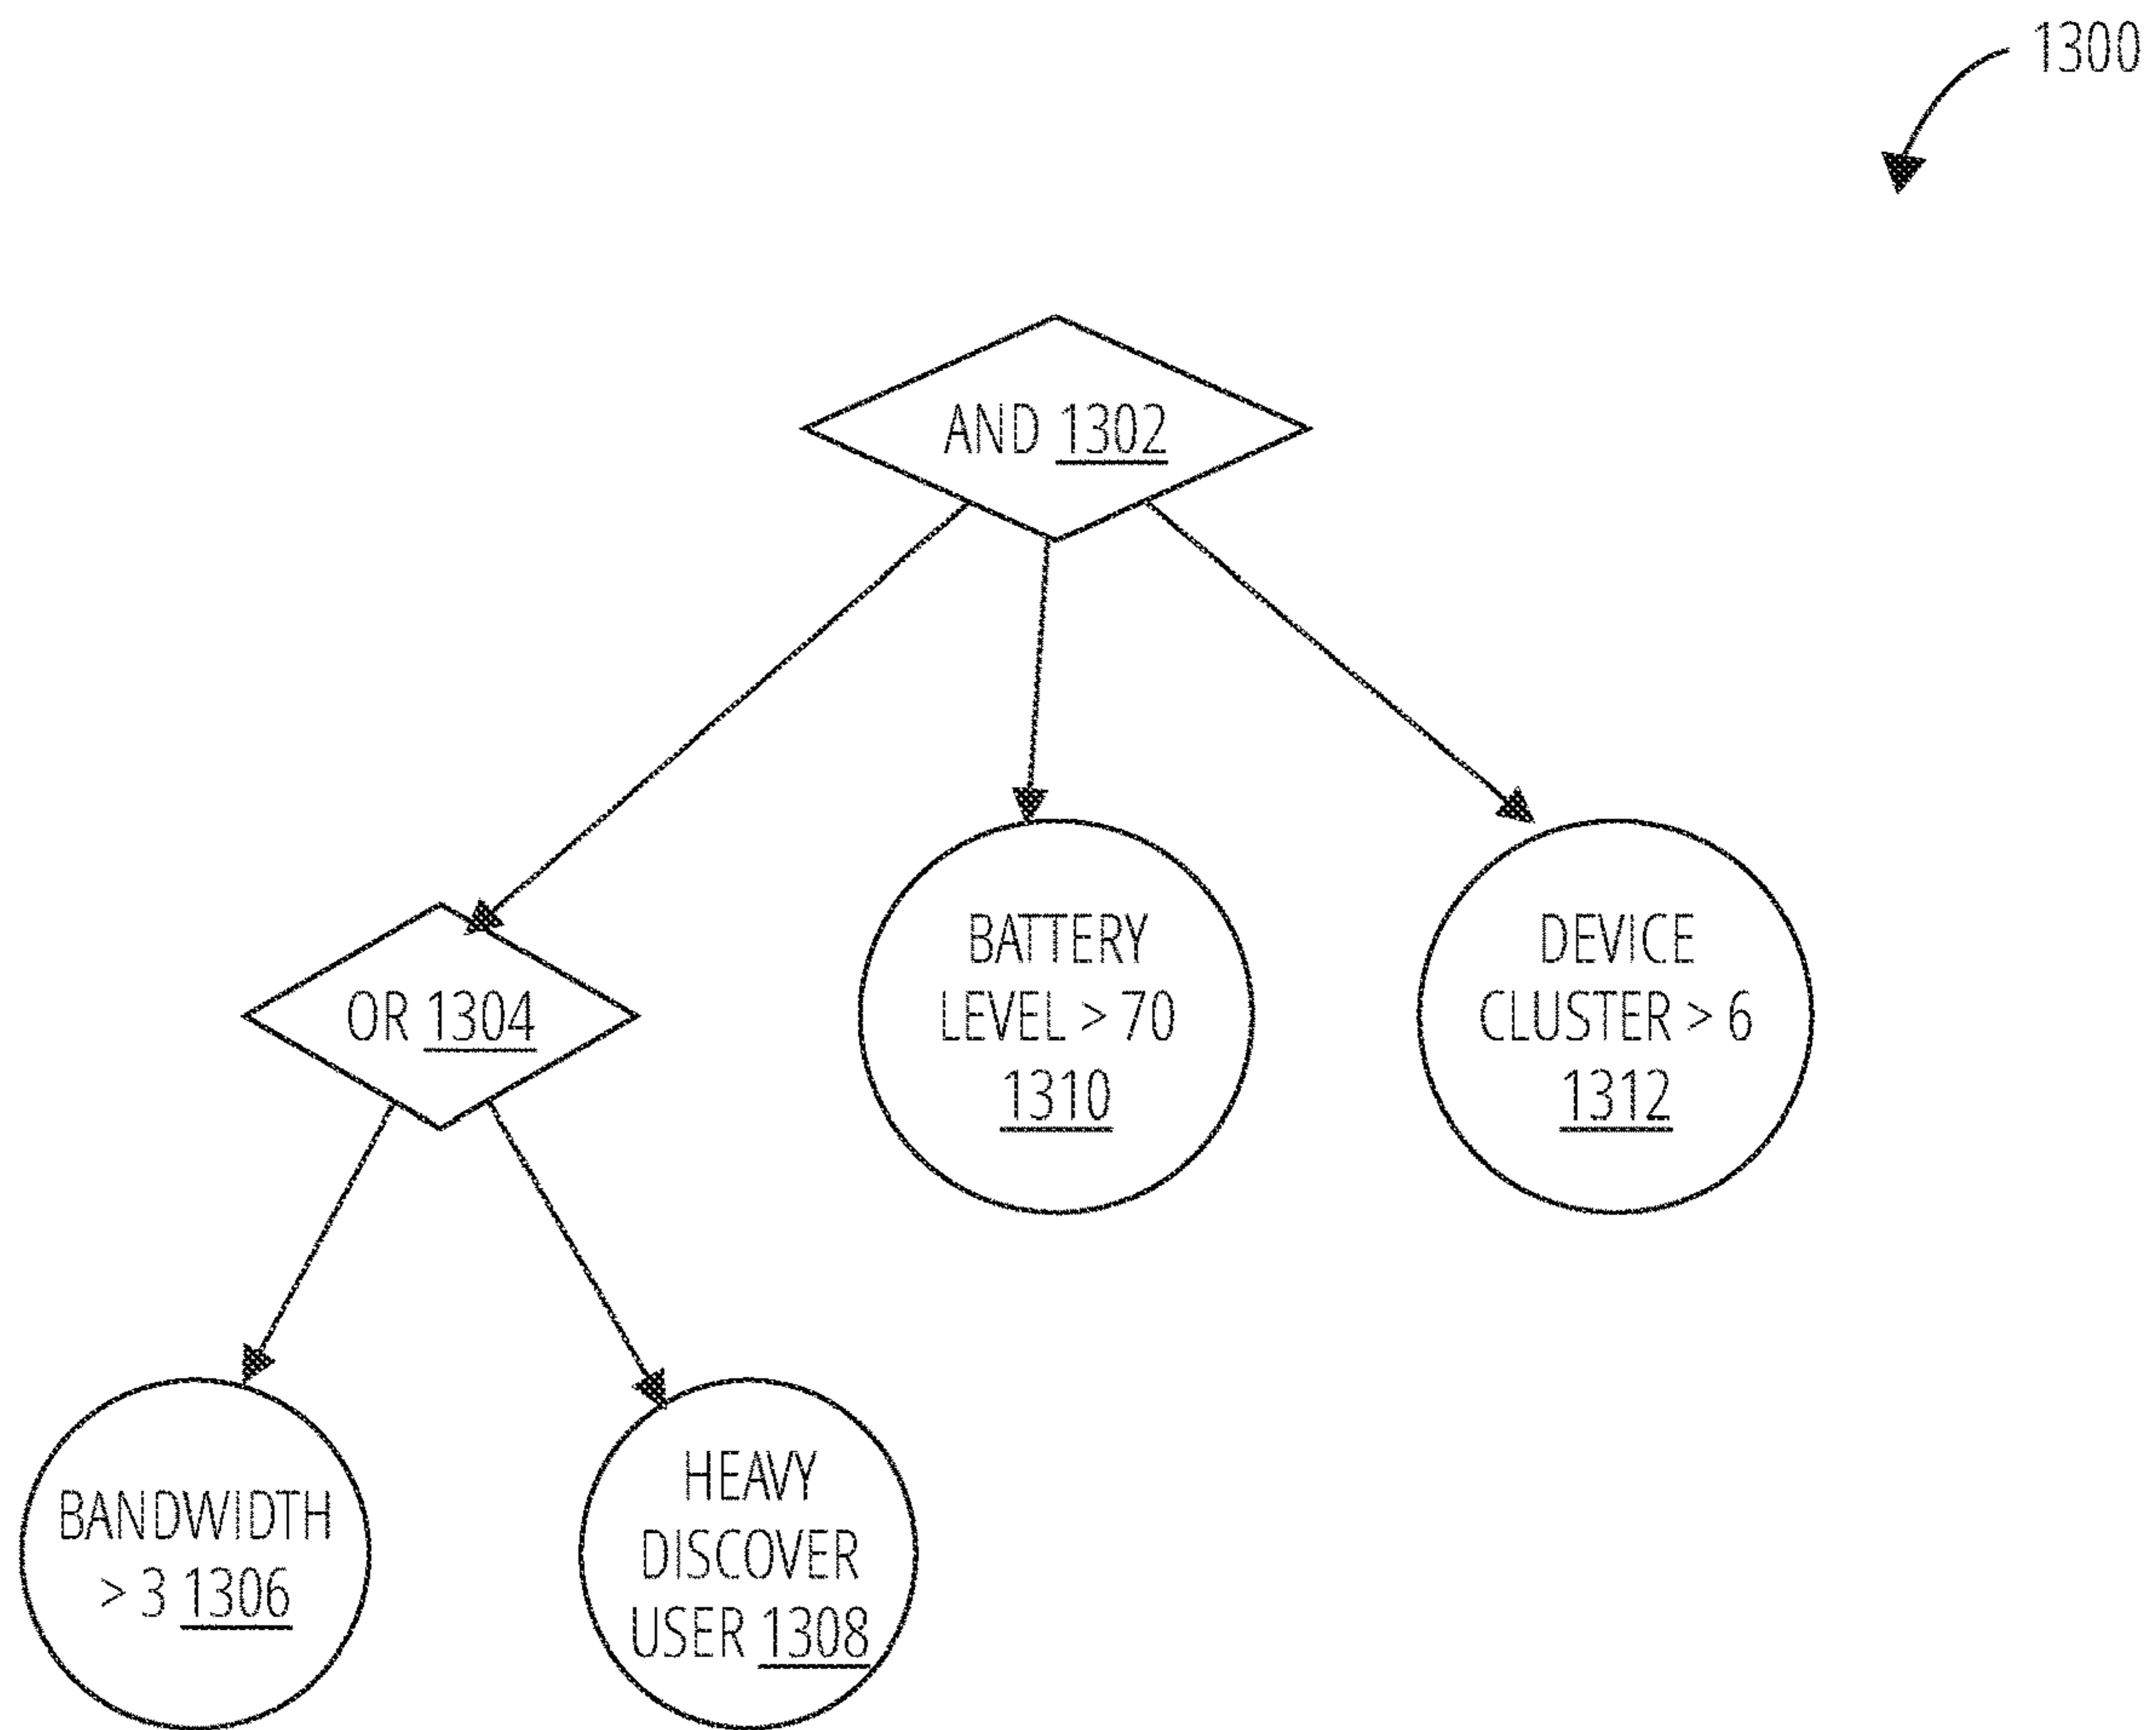 1300
AND 1302
OR 1304
BATTERY
LEVEL > 70
1310
DEVICE
CLUSTER > 6
1312
BANDWIDTH
> 3 1306
HEAVY
DISCOVER
USER 1308